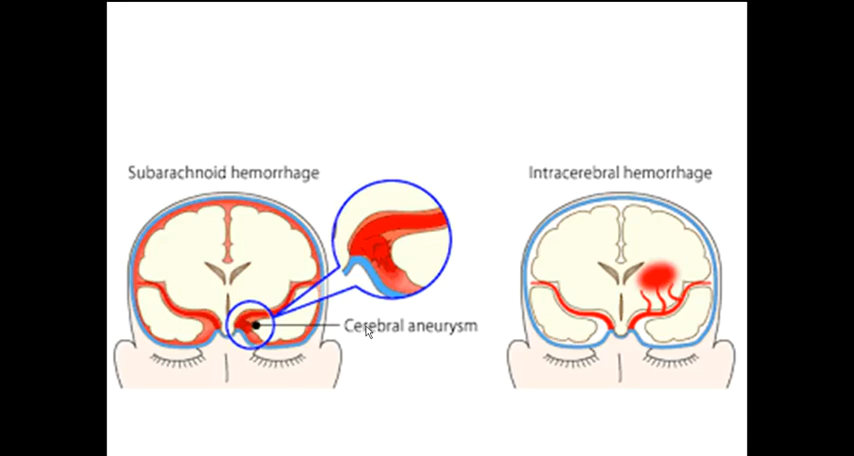 Subarachnoid hemorrhage
Intracerebral hemorrhage
Cerebral aneurysm